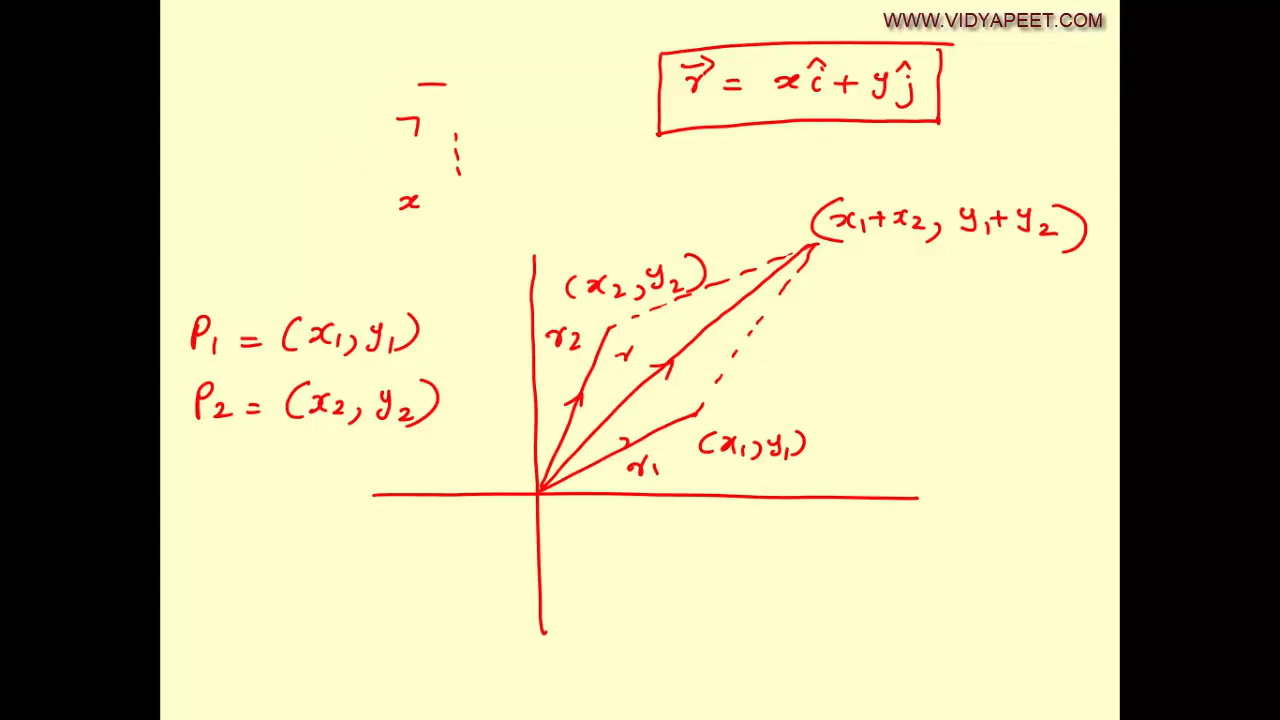 WWW.VIDYAPEET.COM
r⃗ = xî + yĵ
x
(x₁+x₂, y₁+y₂)
(x₂, y₂)
P₁ = (x₁, y₁)
r₂
r
P₂ = (x₂, y₂)
(x₁, y₁)
r₁